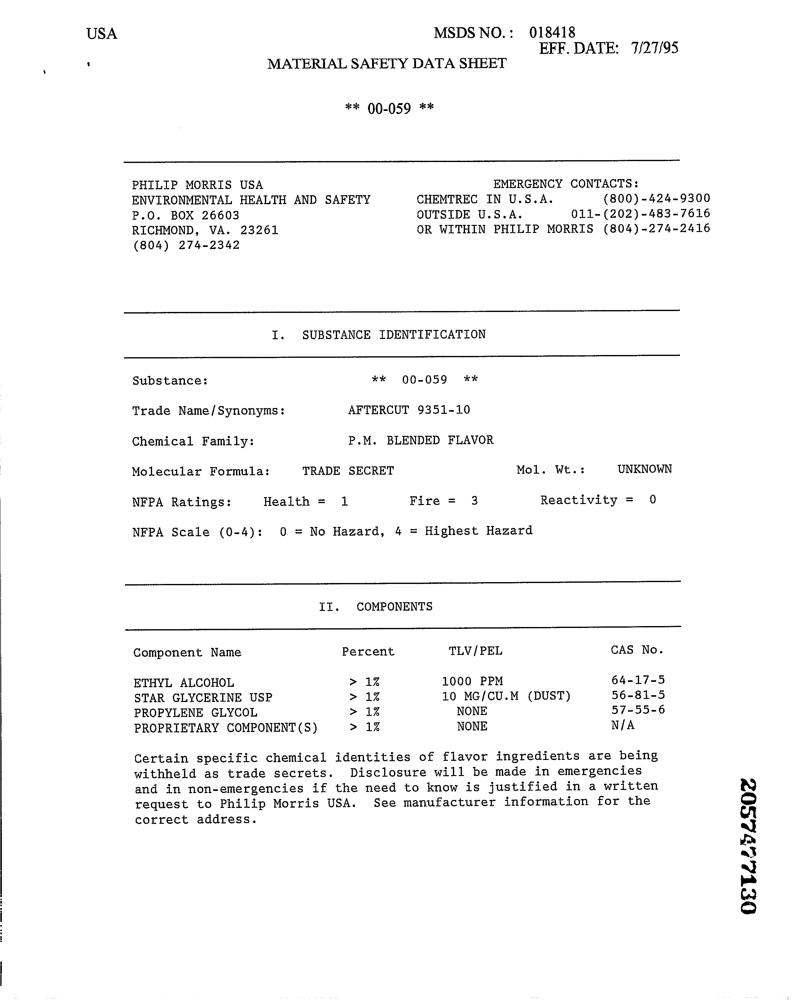 USA
MSDS NO. : 018418
EFF. DATE: 7/27/95
MATERIAL SAFETY DATA SHEET
** 00-059 **
PHILIP MORRIS USA
ENVIRONMENTAL HEALTH AND SAFETY
P.O. BOX 26603
RICHMOND, VA. 23261
(804) 274-2342
EMERGENCY CONTACTS:
CHEMTREC IN U.S.A. (800)-424-9300
OUTSIDE U.S.A. 011-(202)-483-7616
OR WITHIN PHILIP MORRIS (804)-274-2416
I. SUBSTANCE IDENTIFICATION
Substance: ** 00-059 **
Trade Name/Synonyms: AFTERCUT 9351-10
Chemical Family: P.M. BLENDED FLAVOR
Molecular Formula: TRADE SECRET Mol. Wt.: UNKNOWN
NFPA Ratings: Health = 1 Fire = 3 Reactivity = 0
NFPA Scale (0-4): 0 = No Hazard, 4 = Highest Hazard
II. COMPONENTS
Component Name Percent TLV/PEL CAS No.
ETHYL ALCOHOL > 1% 1000 PPM 64-17-5
STAR GLYCERINE USP > 1% 10 MG/CU.M (DUST) 56-81-5
PROPYLENE GLYCOL > 1% NONE 57-55-6
PROPRIETARY COMPONENT(S) > 1% NONE N/A
Certain specific chemical identities of flavor ingredients are being
withheld as trade secrets. Disclosure will be made in emergencies
and in non-emergencies if the need to know is justified in a written
request to Philip Morris USA. See manufacturer information for the
correct address.
2057477130